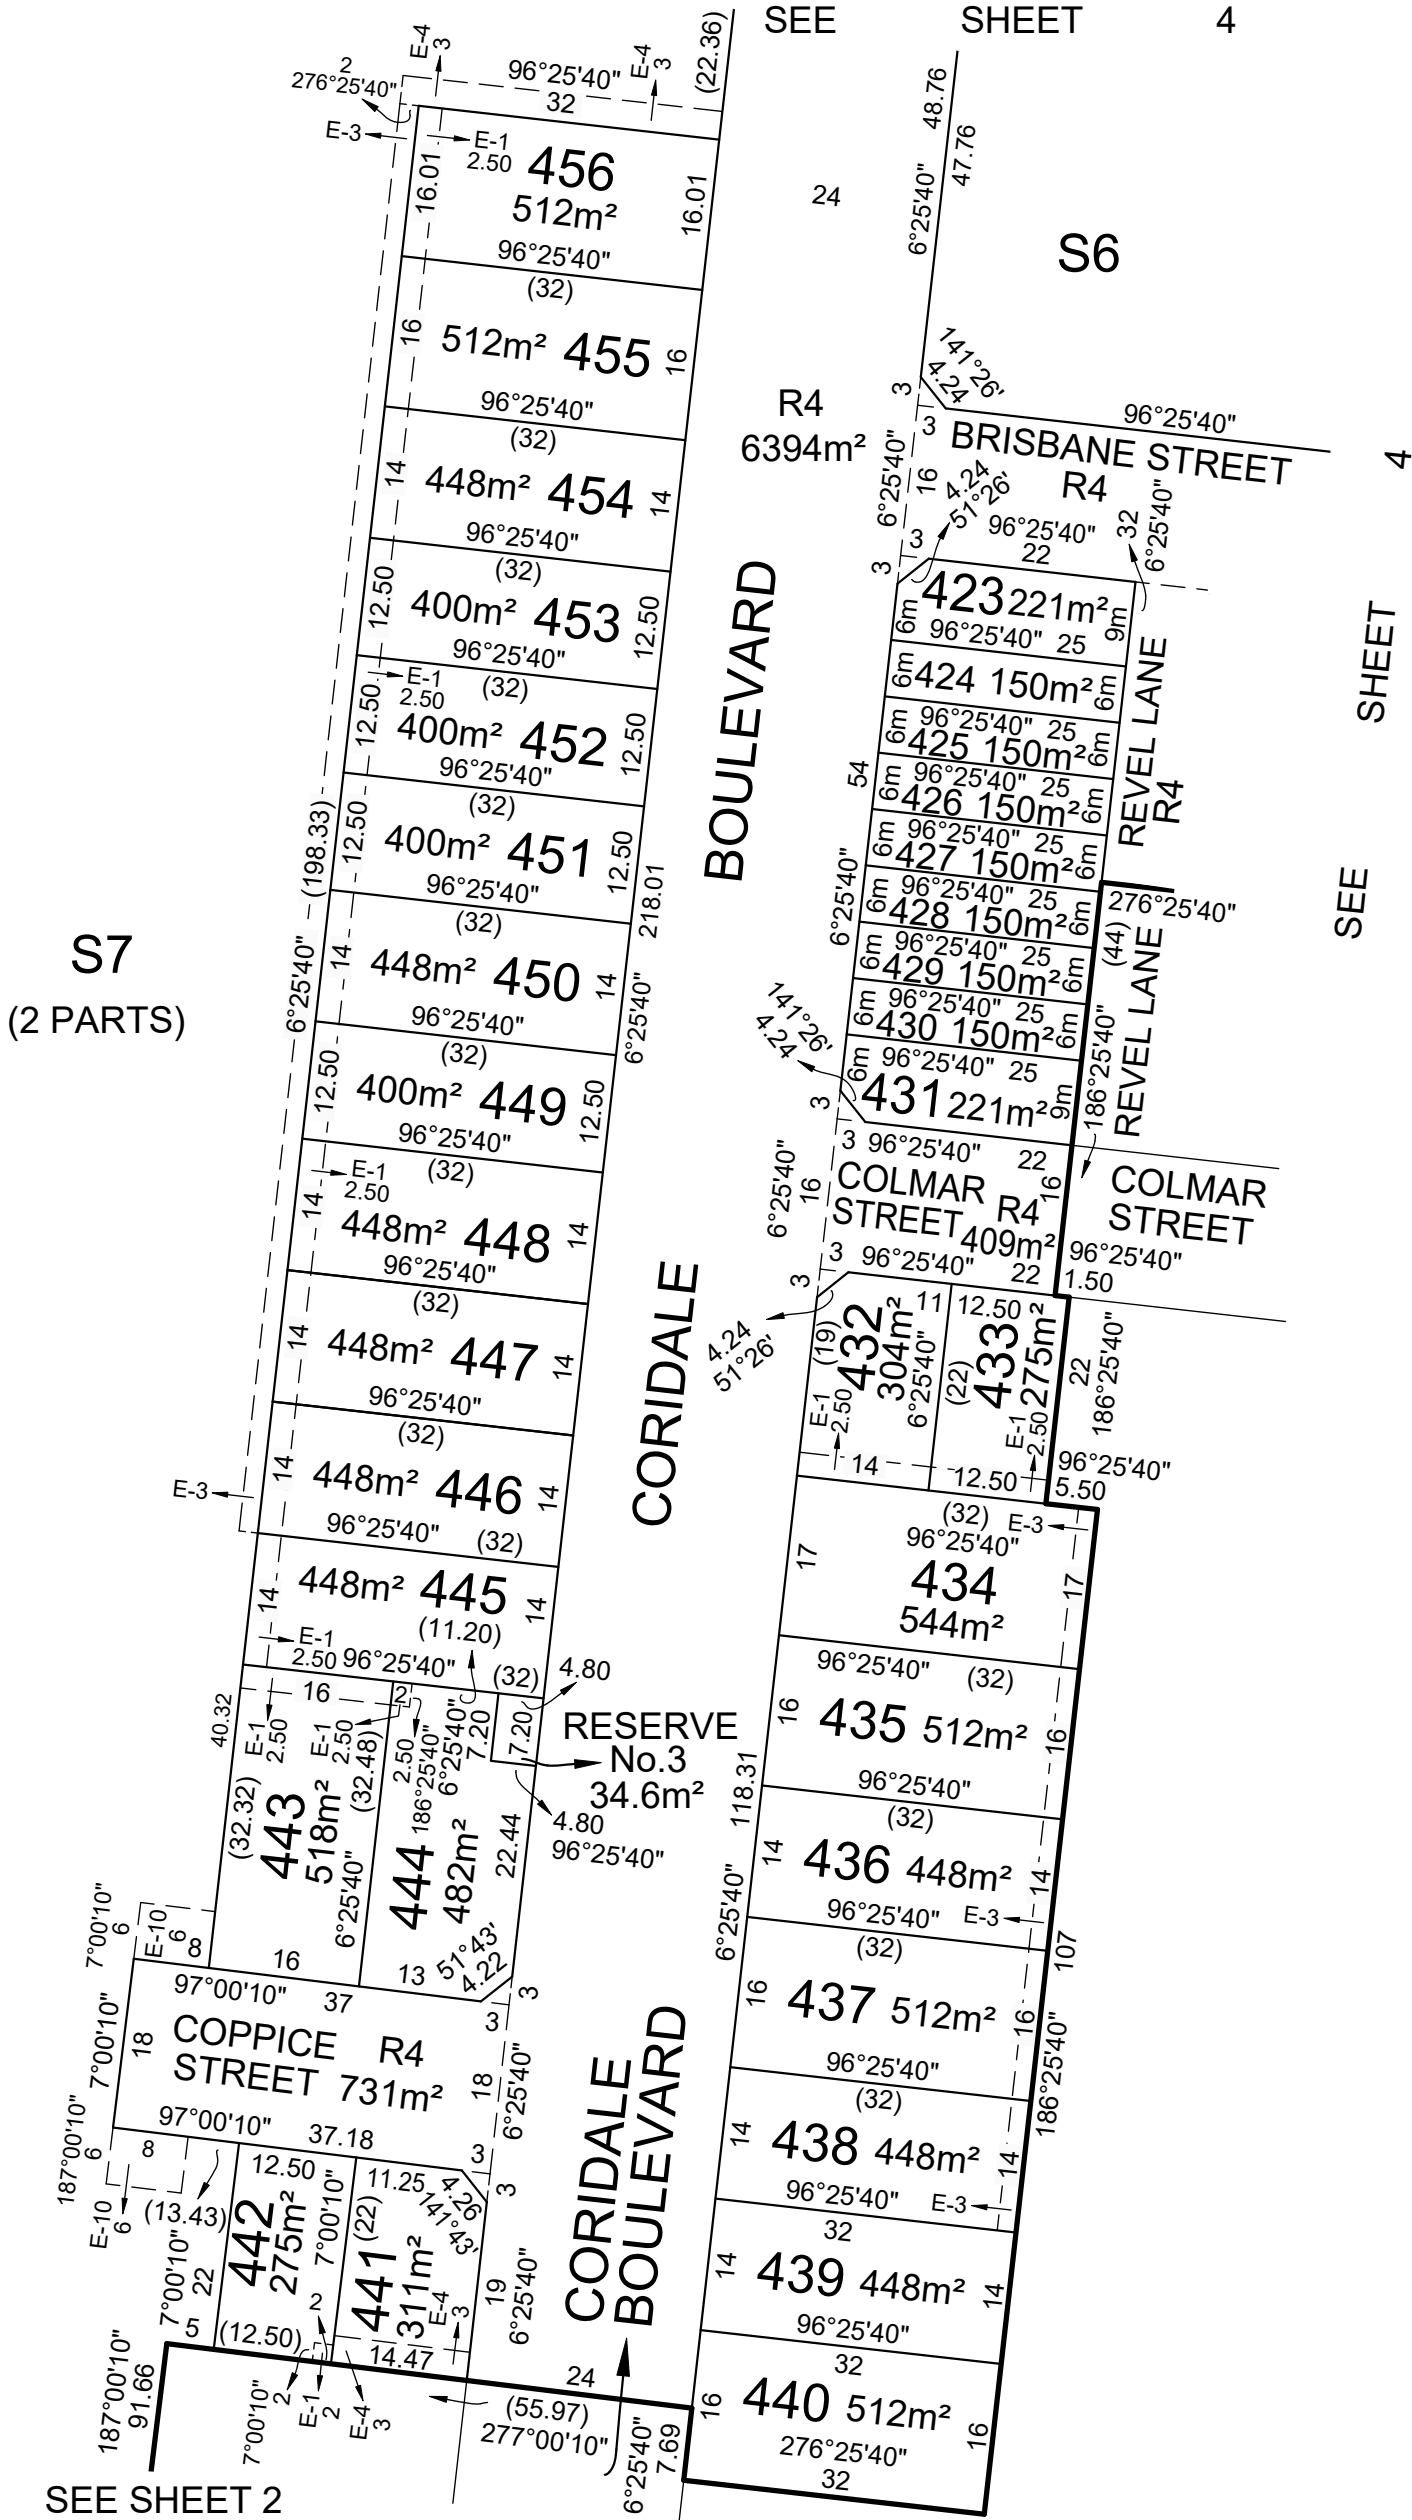 SEE SHEET 4
(22.36)
E-4
3
E-4
3
96°25'40"
32
2
276°25'40"
E-3
E-1
2.50
456
512m²
16.01
16.01
96°25'40"
(32)
48.76
47.76
6°25'40"
24
S6
16
512m² 455
16
96°25'40"
(32)
141°26'
4.24
3
3
96°25'40"
R4
6394m²
BRISBANE STREET
R4
4
14
448m² 454
14
96°25'40"
(32)
6°25'40"
16
4.24
51°26'
3
3
96°25'40"
22
32
6°25'40"
12.50
400m² 453
12.50
96°25'40"
(32)
E-1
2.50
6m
423 221m²
9m
96°25'40" 25
6m
424 150m²
6m
96°25'40" 25
SHEET
12.50
400m² 452
12.50
96°25'40"
(32)
BOULEVARD
6m
425 150m²
6m
96°25'40" 25
54
6m
426 150m²
6m
96°25'40" 25
REVEL LANE
R4
(198.33)
12.50
400m² 451
12.50
96°25'40"
(32)
218.01
6m
427 150m²
6m
96°25'40" 25
6°25'40"
6m
428 150m²
6m
96°25'40" 25
276°25'40"
(44)
SEE
S7
(2 PARTS)
6°25'40"
14
448m² 450
14
96°25'40"
(32)
6°25'40"
6m
429 150m²
6m
96°25'40" 25
6m
430 150m²
6m
96°25'40" 25
REVEL LANE
186°25'40"
12.50
400m² 449
12.50
96°25'40"
(32)
141°26'
4.24
6m
431 221m²
9m
3
3 96°25'40" 22
E-1
2.50
14
448m² 448
14
96°25'40"
(32)
6°25'40"
16
COLMAR
STREET
R4
409m²
16
COLMAR
STREET
96°25'40"
1.50
3
3
96°25'40" 22
4.24
51°26'
14
448m² 447
14
96°25'40"
(32)
CORIDALE
(19)
432
304m²
11
6°25'40"
E-1
2.50
14
12.50
(22)
433
275m²
E-1
2.50
12.50
22
186°25'40"
96°25'40"
5.50
E-3
14
448m² 446
14
96°25'40" (32)
(32)
E-3
96°25'40"
17
434
544m²
17
96°25'40" (32)
14
448m² 445
14
(11.20)
E-1
2.50
96°25'40" (32)
4.80
16
435 512m²
16
96°25'40"
(32)
118.31
6°25'40"
40.32
16
E-1
2.50
E-1
2.50
2
(32.32)
443
518m²
(32.48)
6°25'40"
2.50
186°25'40"
6°25'40"
7.20
7.20
RESERVE
No.3
34.6m²
4.80
96°25'40"
444
482m²
22.44
14
436 448m²
14
96°25'40" E-3
(32)
107
7°00'10"
6
E-10
6
8
16
13
51°43'
4.22
3
3
97°00'10" 37
16
437 512m²
16
96°25'40"
(32)
186°25'40"
7°00'10"
18
COPPICE
STREET
R4
731m²
18
6°25'40"
97°00'10" 37.18
3
3
14
438 448m²
14
96°25'40" E-3
32
187°00'10"
6
8
E-10
6
(13.43)
7°00'10"
22
5
12.50
442
275m²
7°00'10"
2
(12.50)
11.25
(22)
441
311m²
4.26
141°43'
E-4
3
19
6°25'40"
14.47
CORIDALE
BOULEVARD
14
439 448m²
14
96°25'40"
32
187°00'10"
91.66
7°00'10"
2
E-1
2
E-4
3
24
(55.97)
277°00'10"
6°25'40"
7.69
16
440 512m²
16
276°25'40"
32
SEE SHEET 2